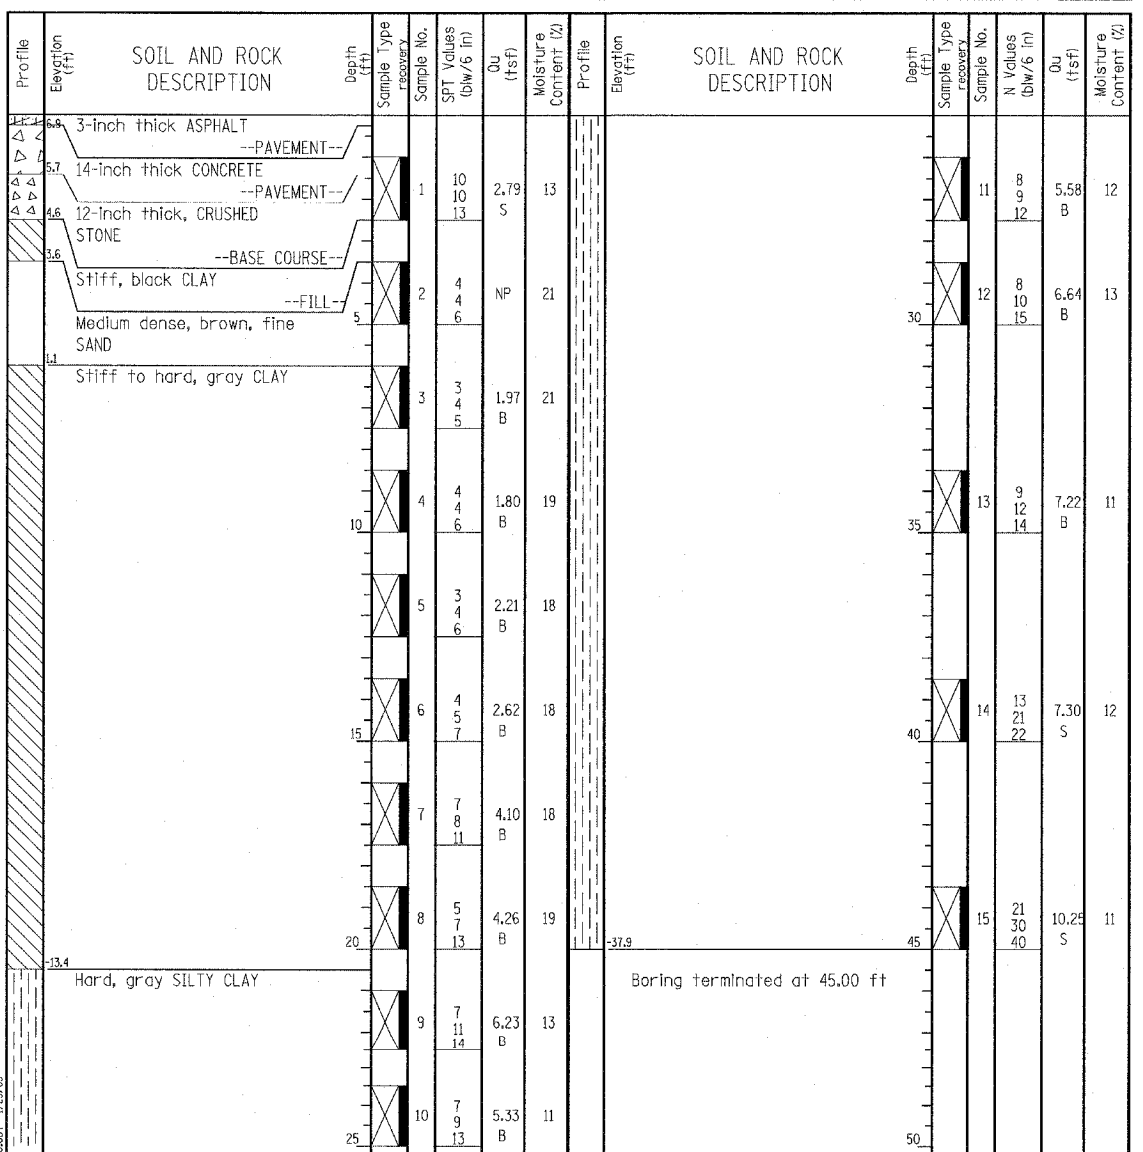 Profile
Elevation (ft)
SOIL AND ROCK
DESCRIPTION
Depth (ft)
Sample Type
recovery
Sample No.
SPT Values
(blw/6 in)
Qu
(tsf)
Moisture
Content (%)
Profile
Elevation (ft)
SOIL AND ROCK
DESCRIPTION
Depth (ft)
Sample Type
recovery
Sample No.
N Values
(blw/6 in)
Qu
(tsf)
Moisture
Content (%)
6.9 3-inch thick ASPHALT
--PAVEMENT--
5.7 14-inch thick CONCRETE
--PAVEMENT--
4.6 12-inch thick, CRUSHED
STONE
--BASE COURSE--
3.6
Stiff, black CLAY
--FILL--
5
Medium dense, brown, fine
SAND
1.1
Stiff to hard, gray CLAY
10
15
20
-13.4
Hard, gray SILTY CLAY
25
1 10 10 13 2.79 S 13
2 4 4 6 NP 21
3 3 4 5 1.97 B 21
4 4 4 6 1.80 B 19
5 3 4 6 2.21 B 18
6 4 5 7 2.62 B 18
7 7 8 11 4.10 B 18
8 5 7 13 4.26 B 19
9 7 11 14 6.23 B 13
10 7 9 13 5.33 B 11
30
35
40
45
-37.9
Boring terminated at 45.00 ft
50
11 8 9 12 5.58 B 12
12 8 10 15 6.64 B 13
13 9 12 14 7.22 B 11
14 13 21 22 7.30 S 12
15 21 30 40 10.25 S 11